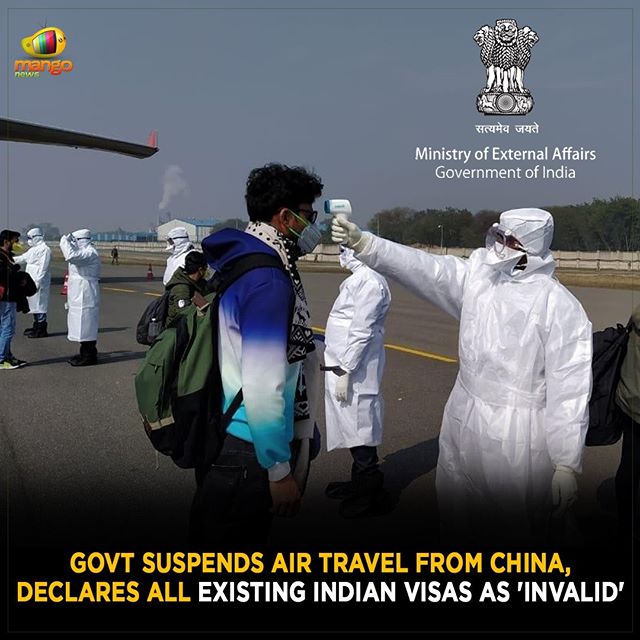 mango
news
सत्यमेव जयते
Ministry of External Affairs
Government of India
GOVT SUSPENDS AIR TRAVEL FROM CHINA,
DECLARES ALL EXISTING INDIAN VISAS AS 'INVALID'